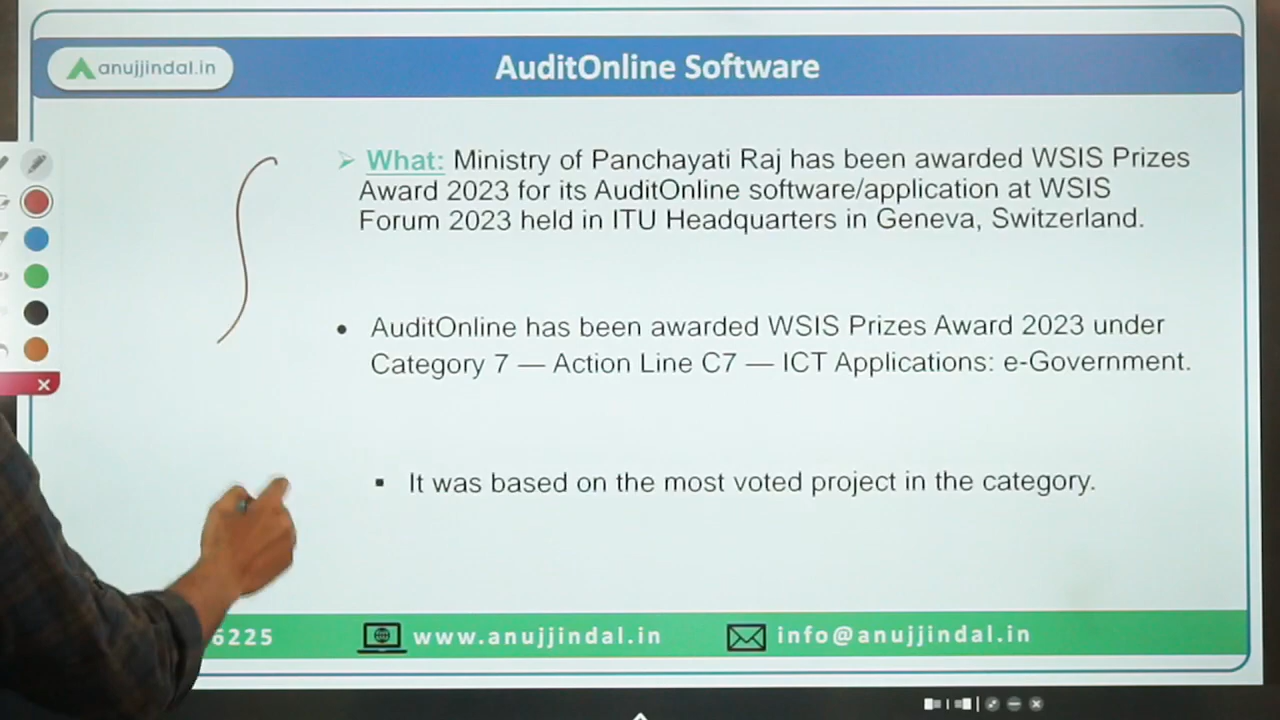 anujjindal.in
AuditOnline Software
What: Ministry of Panchayati Raj has been awarded WSIS Prizes
Award 2023 for its AuditOnline software/application at WSIS
Forum 2023 held in ITU Headquarters in Geneva, Switzerland.
AuditOnline has been awarded WSIS Prizes Award 2023 under
Category 7 — Action Line C7 — ICT Applications: e-Government.
It was based on the most voted project in the category.
6225 www.anujjindal.in info@anujjindal.in